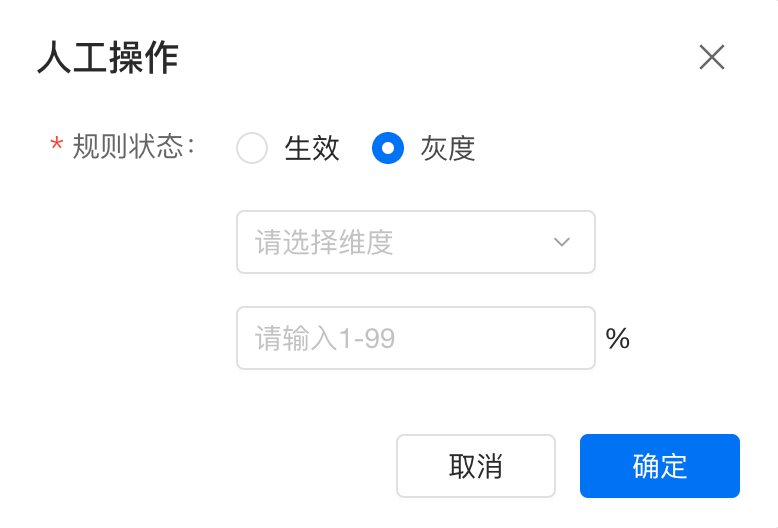 人工操作
* 规则状态： 生效 灰度
请选择维度
请输入1-99 %
取消 确定